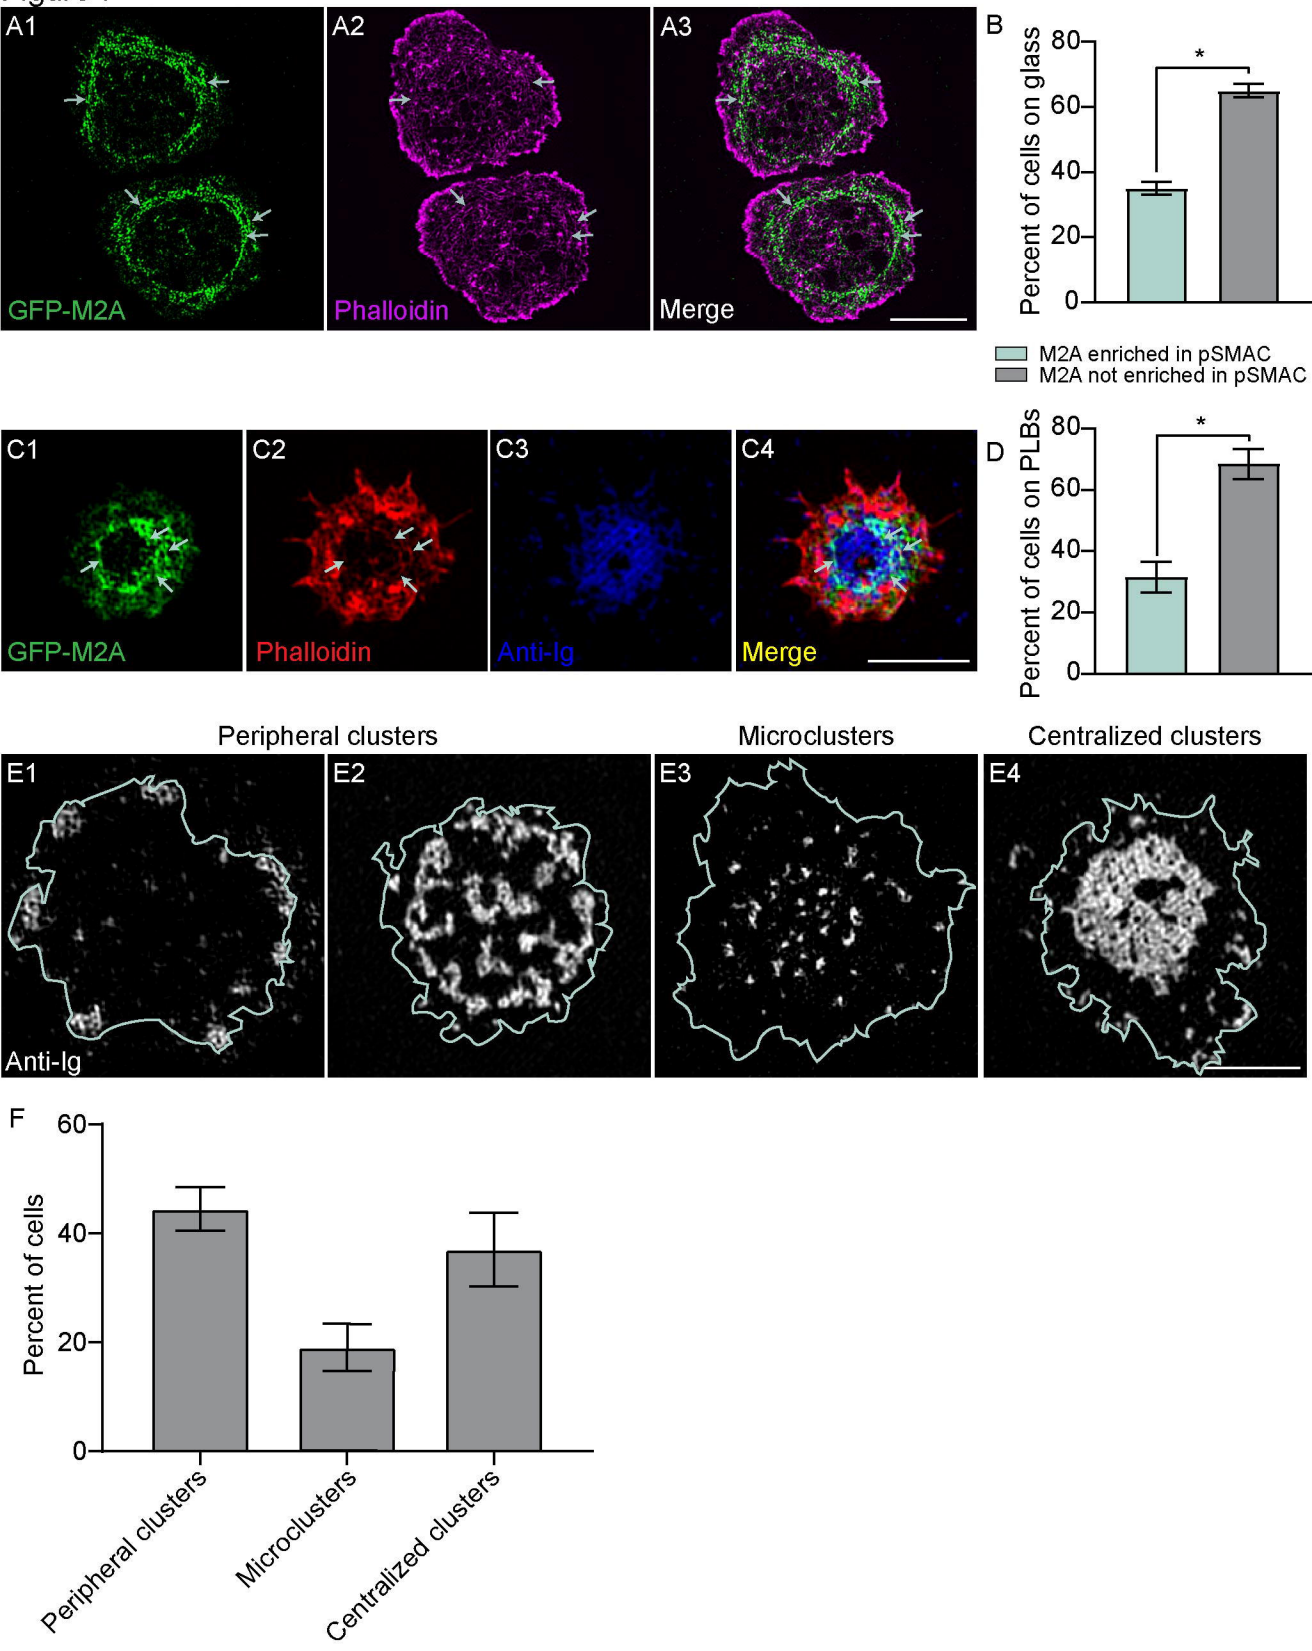 A1
A2
A3
GFP-M2A
Phalloidin
Merge
B
Percent of cells on glass
80
60
40
20
0
*
M2A enriched in pSMAC
M2A not enriched in pSMAC
C1
C2
C3
C4
GFP-M2A
Phalloidin
Anti-Ig
Merge
D
Percent of cells on PLBs
80
60
40
20
0
*
Peripheral clusters
Microclusters
Centralized clusters
E1
E2
E3
E4
Anti-Ig
F
Percent of cells
60
40
20
0
Peripheral clusters
Microclusters
Centralized clusters